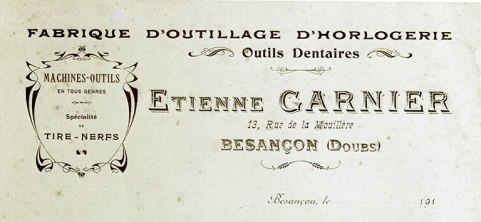 FABRIQUE D'OUTILLAGE D'HORLOGERIE
Outils Dentaires
MACHINES-OUTILS
EN TOUS GENRES
Spécialité
DE
TIRE-NERFS
ETIENNE GARNIER
13, Rue de la Mouillère
BESANÇON (DOUBS)
Besançon, le 191